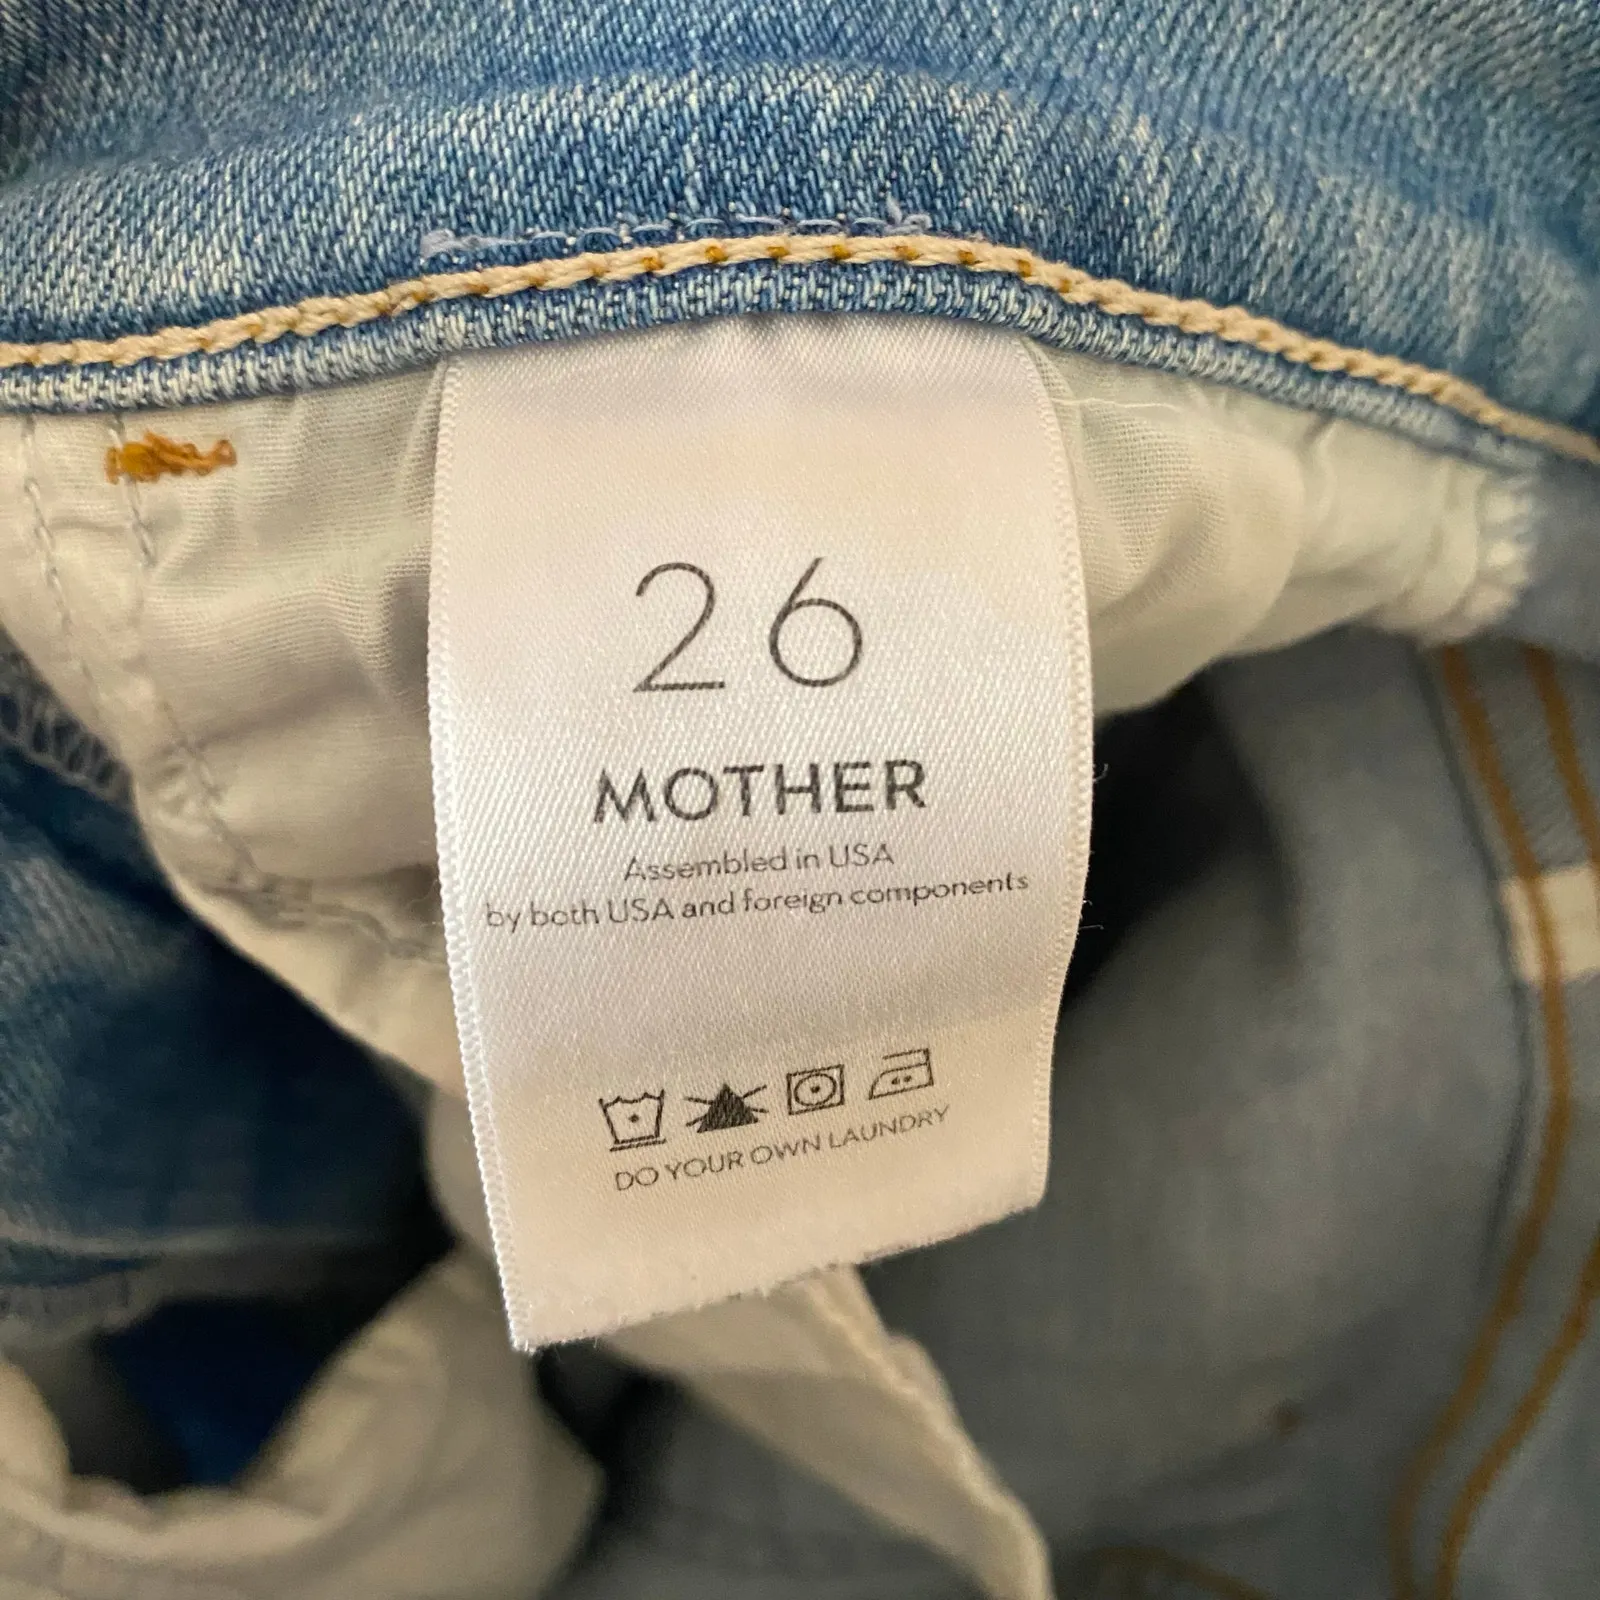 26
MOTHER
Assembled in USA
by both USA and foreign components
DO YOUR OWN LAUNDRY